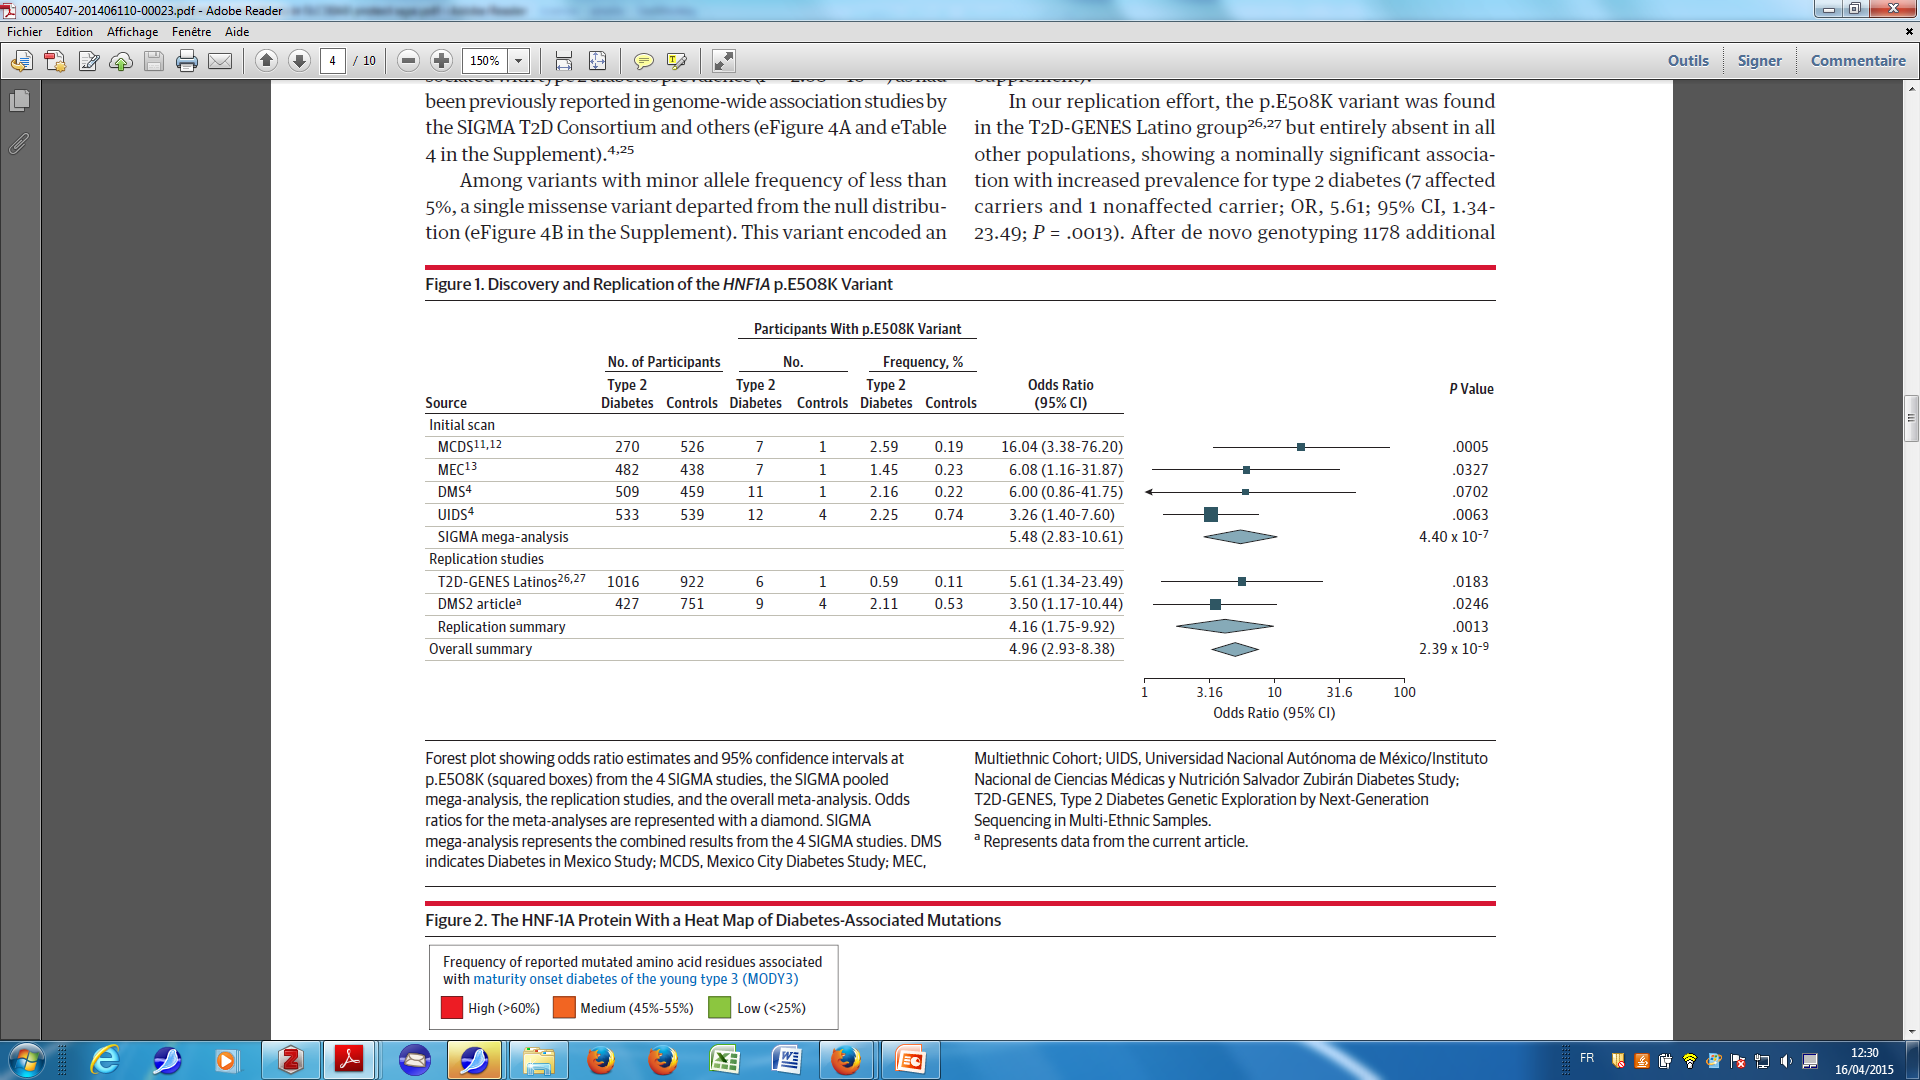 00005407-201406110-00023.pdf - Adobe Reader
Fichier Edition Affichage Fenêtre Aide
4 / 10 150% Outils Signer Commentaire
been previously reported in genome-wide association studies by
the SIGMA T2D Consortium and others (eFigure 4A and eTable
4 in the Supplement).4,25
Among variants with minor allele frequency of less than
5%, a single missense variant departed from the null distribu-
tion (eFigure 4B in the Supplement). This variant encoded an
Supplement).
In our replication effort, the p.E508K variant was found
in the T2D-GENES Latino group26,27 but entirely absent in all
other populations, showing a nominally significant associa-
tion with increased prevalence for type 2 diabetes (7 affected
carriers and 1 nonaffected carrier; OR, 5.61; 95% CI, 1.34-
23.49; P = .0013). After de novo genotyping 1178 additional
Figure 1. Discovery and Replication of the HNF1A p.E508K Variant
Participants With p.E508K Variant
No. of Participants No. Frequency, %
Type 2 Type 2 Type 2 Odds Ratio P Value
Source Diabetes Controls Diabetes Controls Diabetes Controls (95% CI)
Initial scan
MCDS11,12 270 526 7 1 2.59 0.19 16.04 (3.38-76.20) .0005
MEC13 482 438 7 1 1.45 0.23 6.08 (1.16-31.87) .0327
DMS4 509 459 11 1 2.16 0.22 6.00 (0.86-41.75) .0702
UIDS4 533 539 12 4 2.25 0.74 3.26 (1.40-7.60) .0063
SIGMA mega-analysis 5.48 (2.83-10.61) 4.40 x 10-7
Replication studies
T2D-GENES Latinos26,27 1016 922 6 1 0.59 0.11 5.61 (1.34-23.49) .0183
DMS2 articlea 427 751 9 4 2.11 0.53 3.50 (1.17-10.44) .0246
Replication summary 4.16 (1.75-9.92) .0013
Overall summary 4.96 (2.93-8.38) 2.39 x 10-9
1 3.16 10 31.6 100
Odds Ratio (95% CI)
Forest plot showing odds ratio estimates and 95% confidence intervals at
p.E508K (squared boxes) from the 4 SIGMA studies, the SIGMA pooled
mega-analysis, the replication studies, and the overall meta-analysis. Odds
ratios for the meta-analyses are represented with a diamond. SIGMA
mega-analysis represents the combined results from the 4 SIGMA studies. DMS
indicates Diabetes in Mexico Study; MCDS, Mexico City Diabetes Study; MEC,
Multiethnic Cohort; UIDS, Universidad Nacional Autónoma de México/Instituto
Nacional de Ciencias Médicas y Nutrición Salvador Zubirán Diabetes Study;
T2D-GENES, Type 2 Diabetes Genetic Exploration by Next-Generation
Sequencing in Multi-Ethnic Samples.
a Represents data from the current article.
Figure 2. The HNF-1A Protein With a Heat Map of Diabetes-Associated Mutations
Frequency of reported mutated amino acid residues associated
with maturity onset diabetes of the young type 3 (MODY3)
High (>60%) Medium (45%-55%) Low (<25%)
FR 12:30
16/04/2015